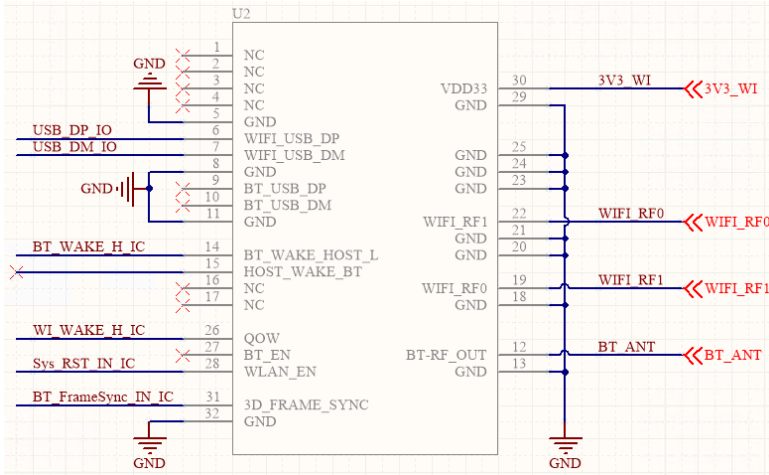 U2
1 NC
2 NC
GND 3 NC VDD33 30 3V3_WI 3V3_WI
4 NC GND 29
5 GND
USB_DP_IO 6 WIFI_USB_DP
USB_DM_IO 7 WIFI_USB_DM GND 25
8 GND GND 24
GND 9 BT_USB_DP GND 23
10 BT_USB_DM
11 GND WIFI_RF1 22 WIFI_RF0 WIFI_RF0
GND 21
BT_WAKE_H_IC 14 BT_WAKE_HOST_L GND 20
15 HOST_WAKE_BT
16 NC WIFI_RF0 19 WIFI_RF1 WIFI_RF1
17 NC GND 18
WI_WAKE_H_IC 26 QOW
27 BT_EN BT-RF_OUT 12 BT_ANT BT_ANT
Sys_RST_IN_IC 28 WLAN_EN GND 13
BT_FrameSync_IN_IC 31 3D_FRAME_SYNC
32 GND
GND GND